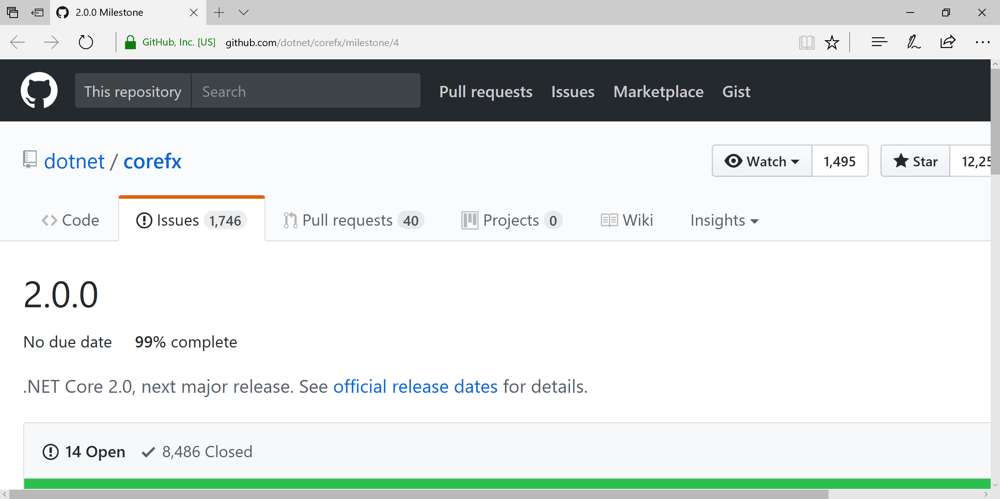 2.0.0 Milestone
GitHub, Inc. [US] github.com/dotnet/corefx/milestone/4
This repository Search Pull requests Issues Marketplace Gist
dotnet / corefx Watch 1,495 Star 12,25
Code Issues 1,746 Pull requests 40 Projects 0 Wiki Insights
2.0.0
No due date 99% complete
.NET Core 2.0, next major release. See official release dates for details.
14 Open 8,486 Closed